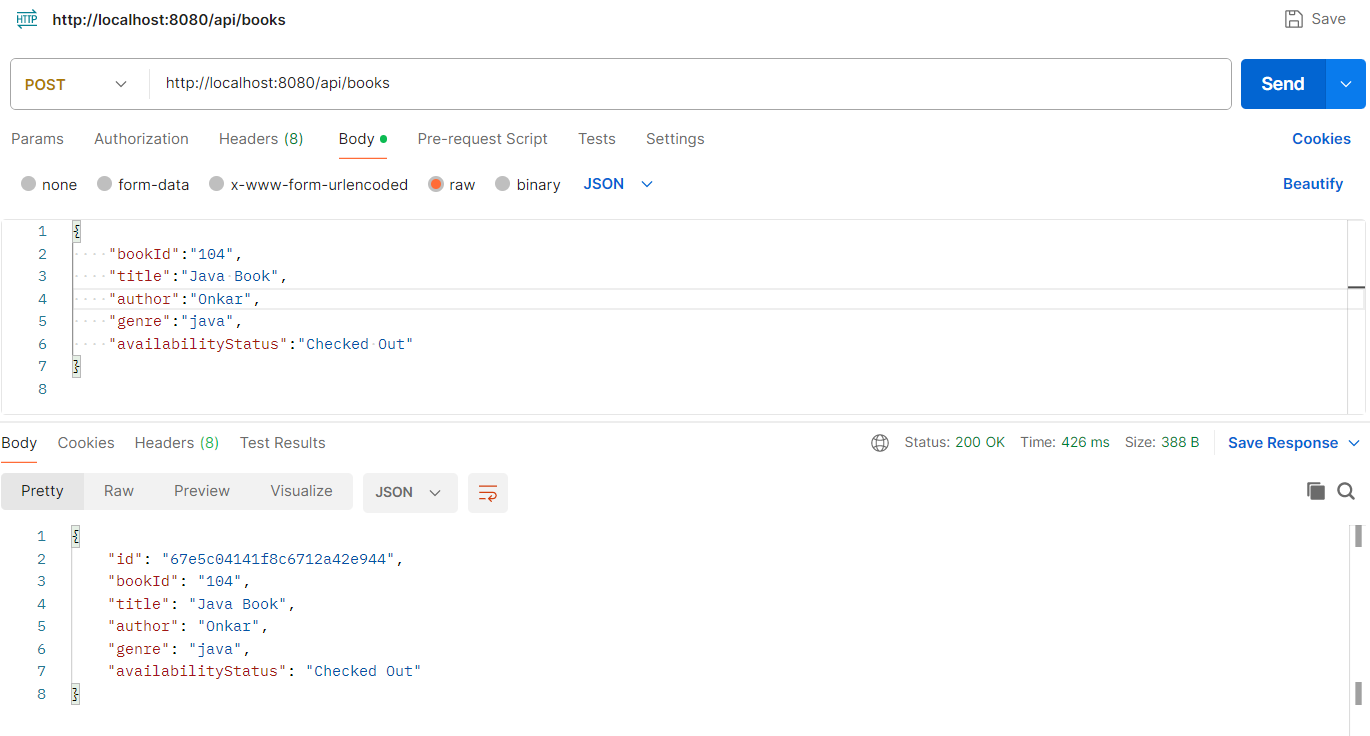 HTTP http://localhost:8080/api/books Save
POST http://localhost:8080/api/books Send
Params Authorization Headers (8) Body Pre-request Script Tests Settings Cookies
none form-data x-www-form-urlencoded raw binary JSON Beautify
1 {
2 "bookId":"104",
3 "title":"Java Book",
4 "author":"Onkar",
5 "genre":"java",
6 "availabilityStatus":"Checked Out"
7 }
8
Body Cookies Headers (8) Test Results Status: 200 OK Time: 426 ms Size: 388 B Save Response
Pretty Raw Preview Visualize JSON
1 {
2 "id": "67e5c04141f8c6712a42e944",
3 "bookId": "104",
4 "title": "Java Book",
5 "author": "Onkar",
6 "genre": "java",
7 "availabilityStatus": "Checked Out"
8 }